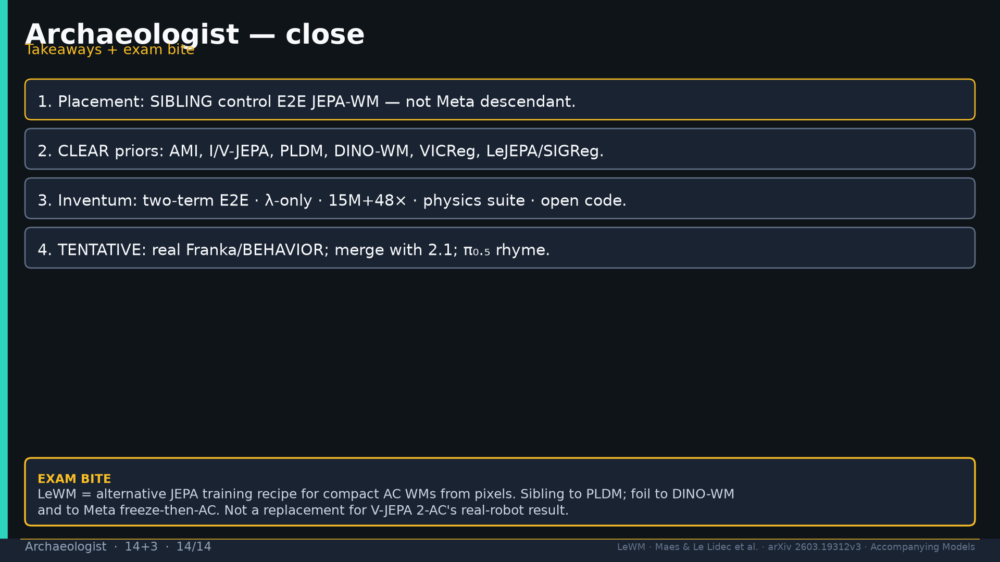 Archaeologist — close
Takeaways + exam bite
1. Placement: SIBLING control E2E JEPA-WM — not Meta descendant.
2. CLEAR priors: AMI, I/V-JEPA, PLDM, DINO-WM, VICReg, LeJEPA/SIGReg.
3. Inventum: two-term E2E · λ-only · 15M+48× · physics suite · open code.
4. TENTATIVE: real Franka/BEHAVIOR; merge with 2.1; π₀.₅ rhyme.
EXAM BITE
LeWM = alternative JEPA training recipe for compact AC WMs from pixels. Sibling to PLDM; foil to DINO-WM
and to Meta freeze-then-AC. Not a replacement for V-JEPA 2-AC's real-robot result.
Archaeologist · 14+3 · 14/14
LeWM · Maes & Le Lidec et al. · arXiv 2603.19312v3 · Accompanying Models